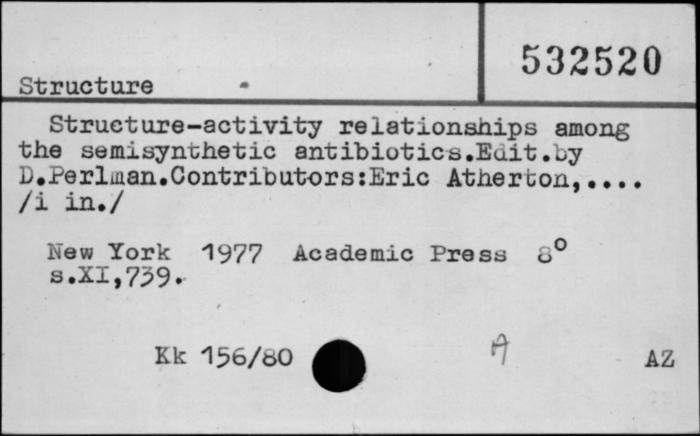 532520
Structure
Structure-activity relationships among
the semisynthetic antibiotics.Edit.by
D.Perlman.Contributors:Eric Atherton,....
/i in./
New York 1977 Academic Press 8°
s.XI,739.
Kk 156/80 A AZ